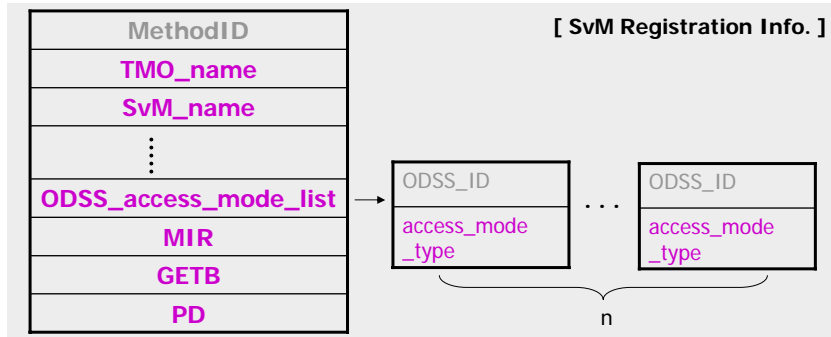 [ SvM Registration Info. ]
MethodID
TMO_name
SvM_name
ODSS_access_mode_list
MIR
GETB
PD
ODSS_ID
access_mode
_type
. . .
ODSS_ID
access_mode
_type
n